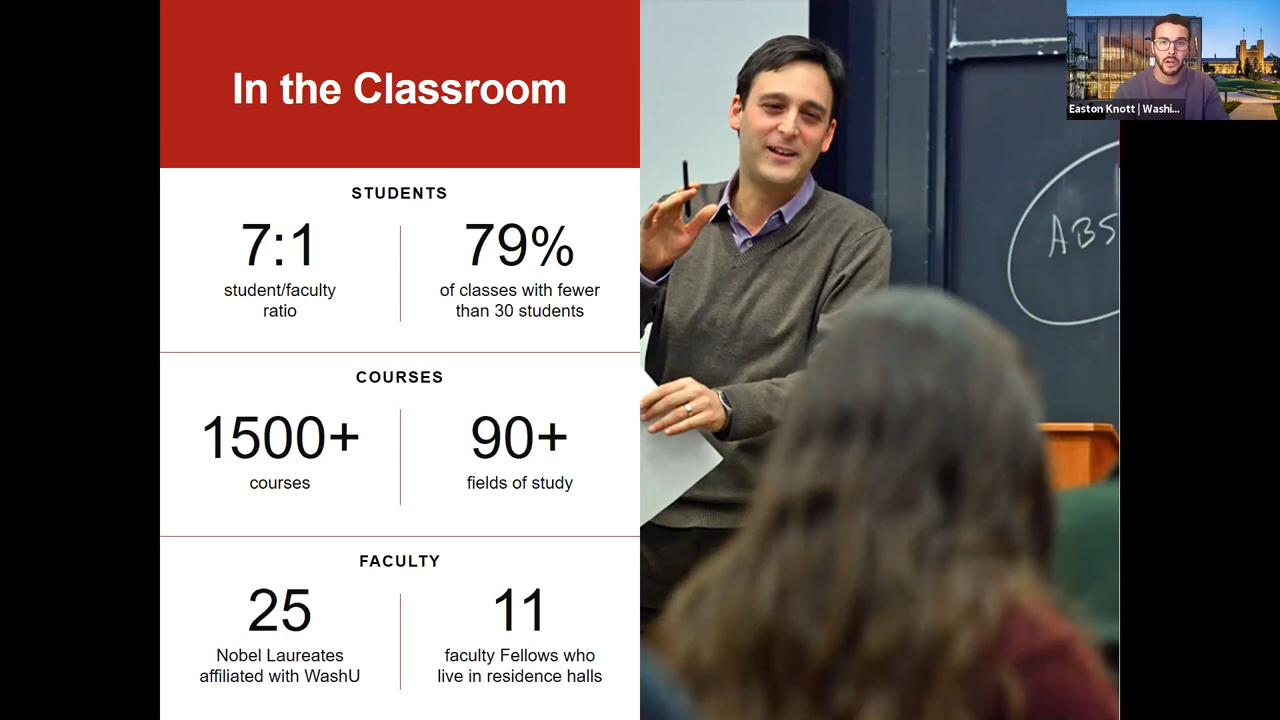 In the Classroom
STUDENTS
7:1
student/faculty
ratio
79%
of classes with fewer
than 30 students
COURSES
1500+
courses
90+
fields of study
FACULTY
25
Nobel Laureates
affiliated with WashU
11
faculty Fellows who
live in residence halls
ABS
Easton Knott | Washi...